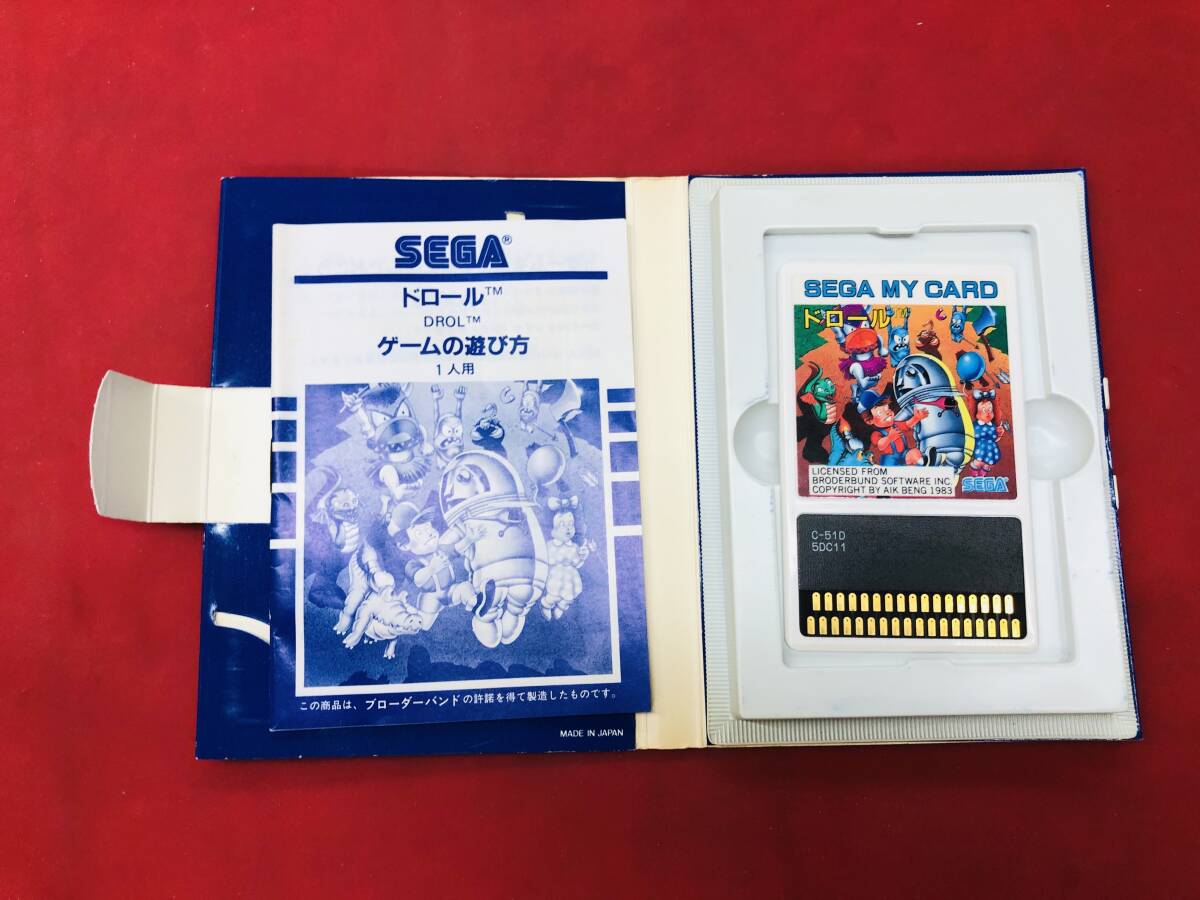 SEGA®
ドロール™
DROL™
ゲームの遊び方
1人用
この商品は、ブローダーバンドの許諾を得て製造したものです。
MADE IN JAPAN
SEGA MY CARD
ドロール™
LICENSED FROM
BRODERBUND SOFTWARE INC.
COPYRIGHT BY AIK BENG 1983
SEGA
C-51D
5DC11